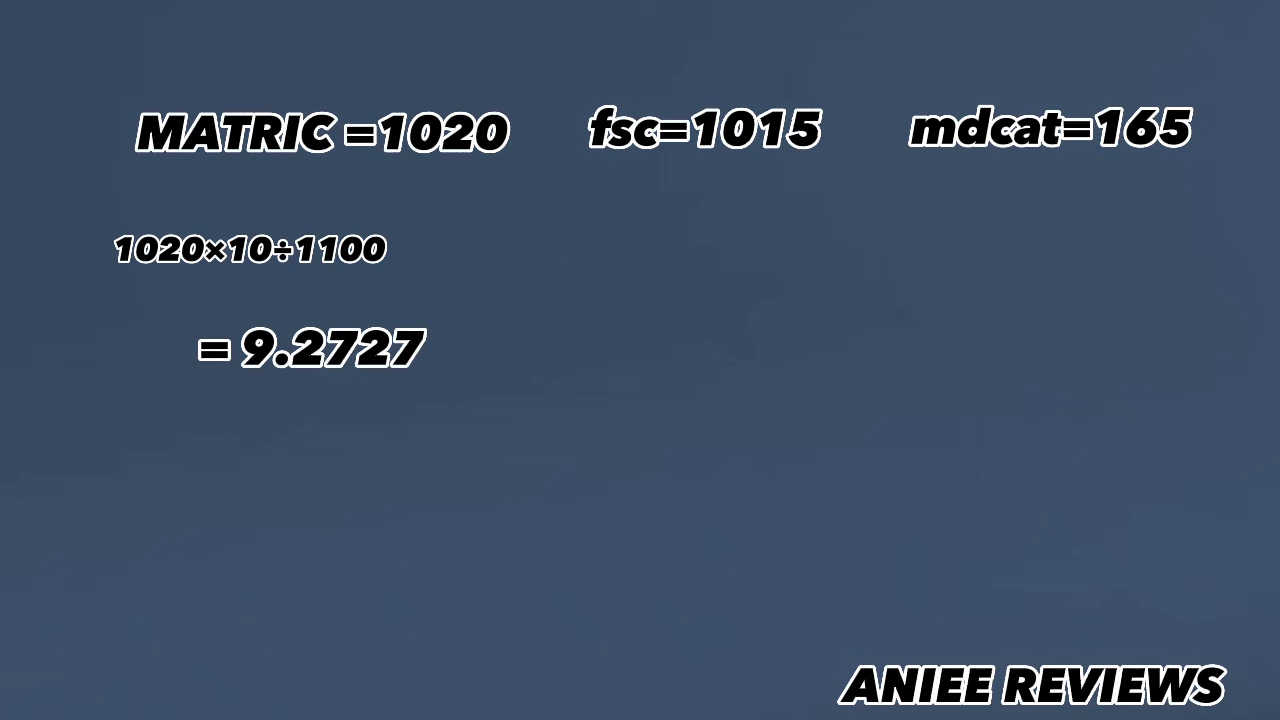 MATRIC =1020 fsc=1015 mdcat=165
1020×10÷1100
= 9.2727
ANIEE REVIEWS